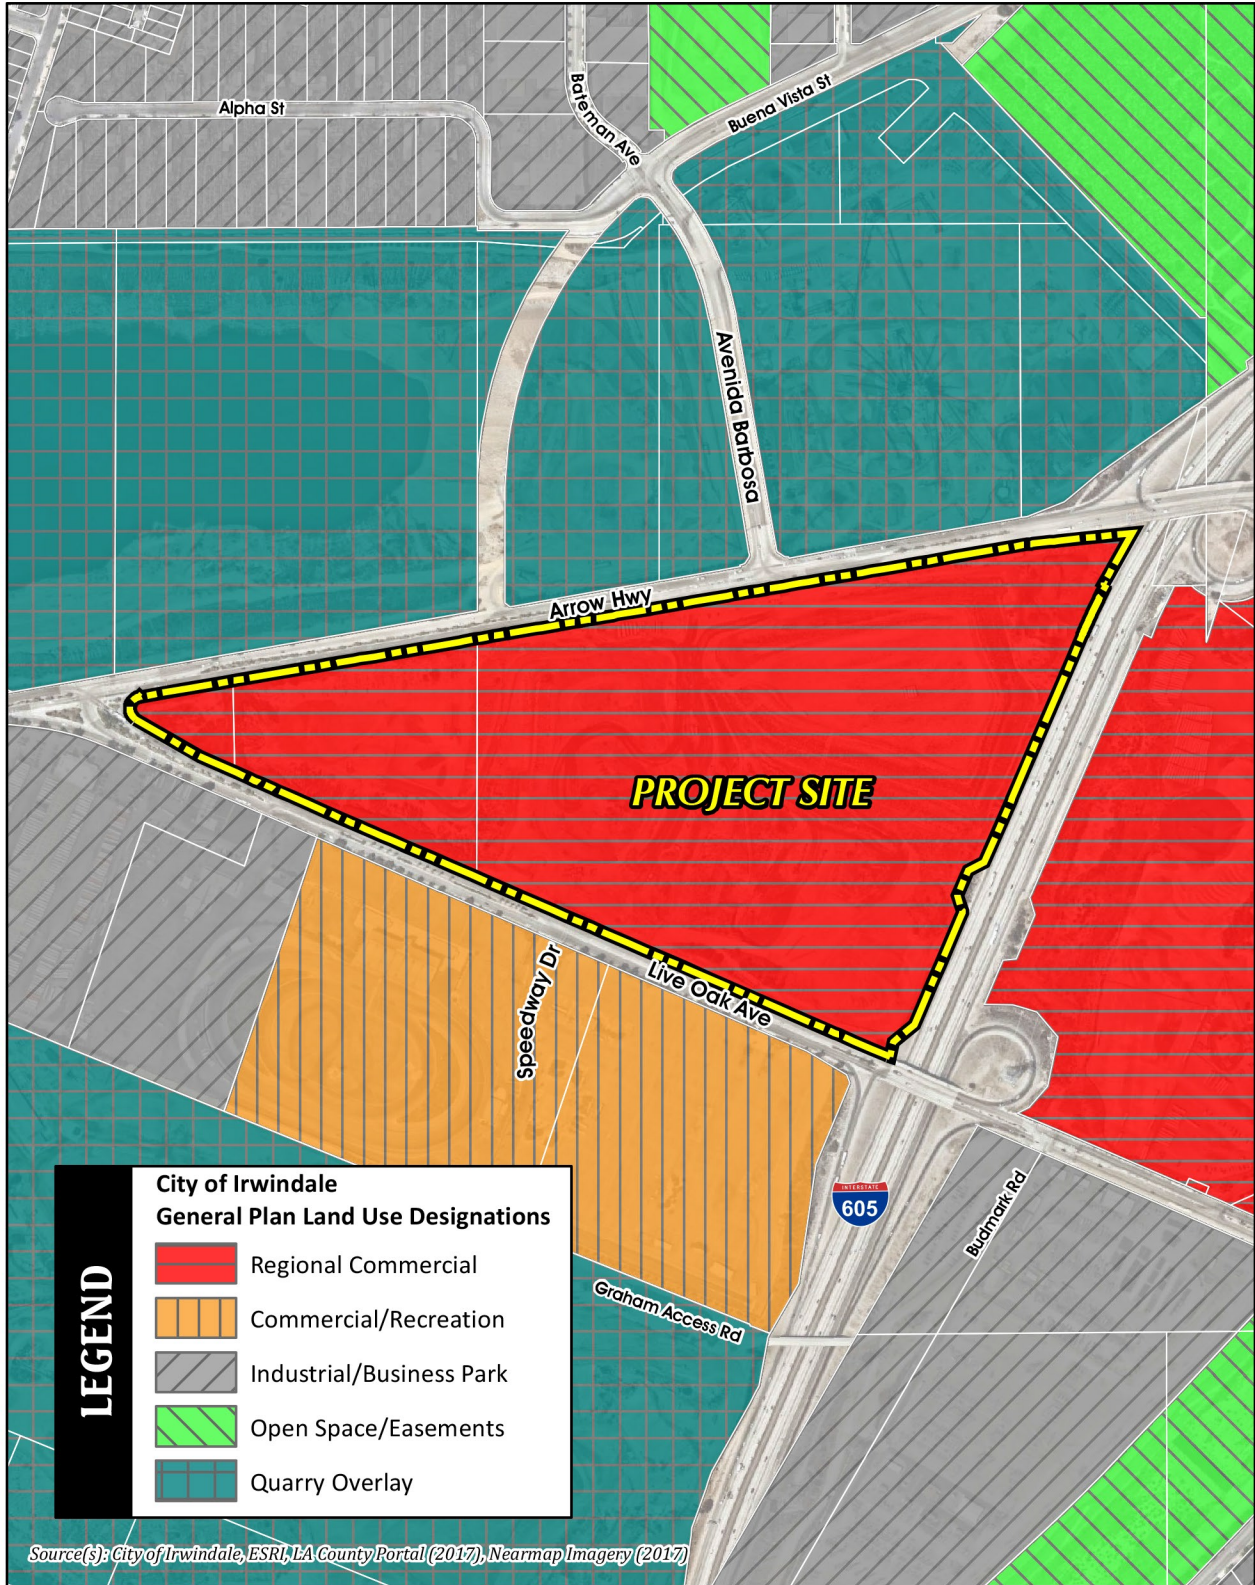 Alpha St
Bateman Ave
Buena Vista St
Avenida Barbosa
Arrow Hwy
PROJECT SITE
Live Oak Ave
Speedway Dr
INTERSTATE
605
Budmark Rd
Graham Access Rd
LEGEND
City of Irwindale
General Plan Land Use Designations
Regional Commercial
Commercial/Recreation
Industrial/Business Park
Open Space/Easements
Quarry Overlay
Source(s): City of Irwindale, ESRI, LA County Portal (2017), Nearmap Imagery (2017)